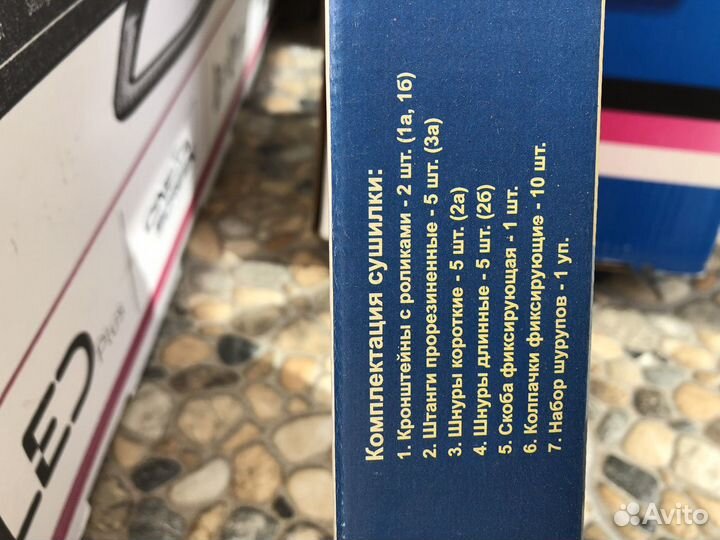 Комплектация сушилки:
1. Кронштейны с роликами - 2 шт. (1а, 1б)
2. Штанги прорезиненные - 5 шт. (3а)
3. Шнуры короткие - 5 шт. (2а)
4. Шнуры длинные - 5 шт. (2б)
5. Скоба фиксирующая - 1 шт.
6. Колпачки фиксирующие - 10 шт.
7. Набор шурупов - 1 уп.
LED
Avito